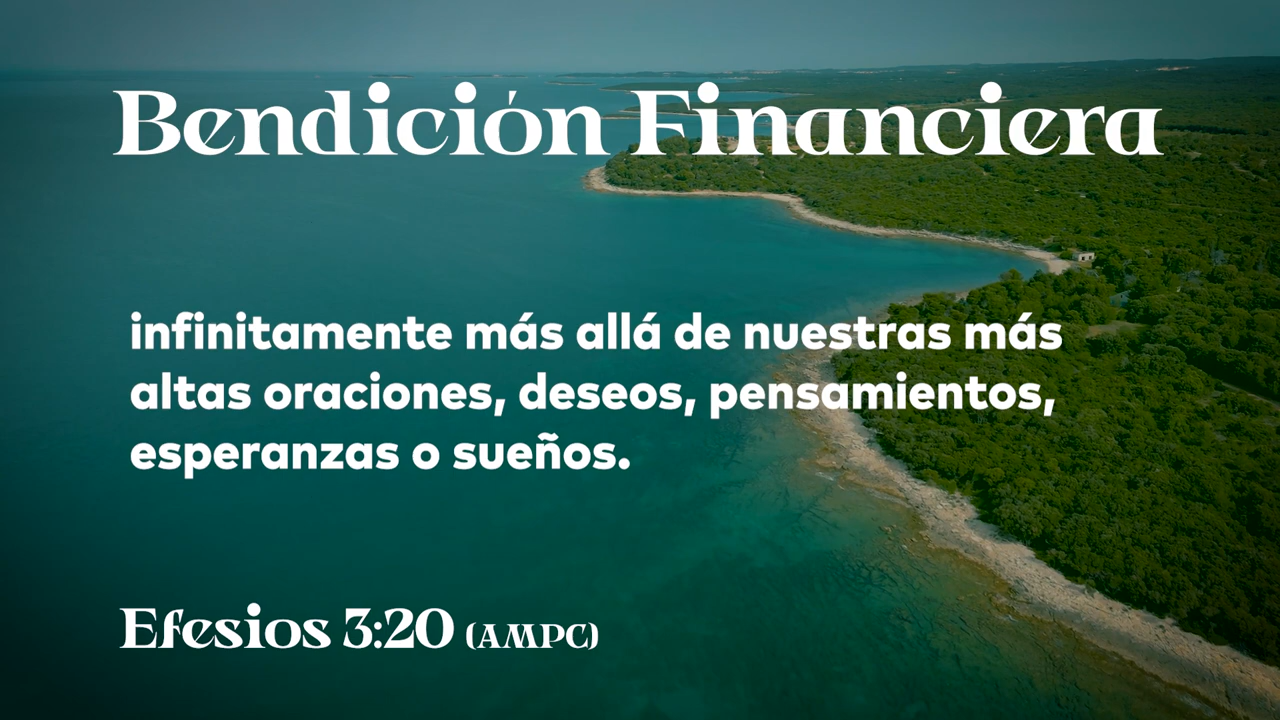 Bendición Financiera
infinitamente más allá de nuestras más
altas oraciones, deseos, pensamientos,
esperanzas o sueños.
Efesios 3:20 (AMPC)